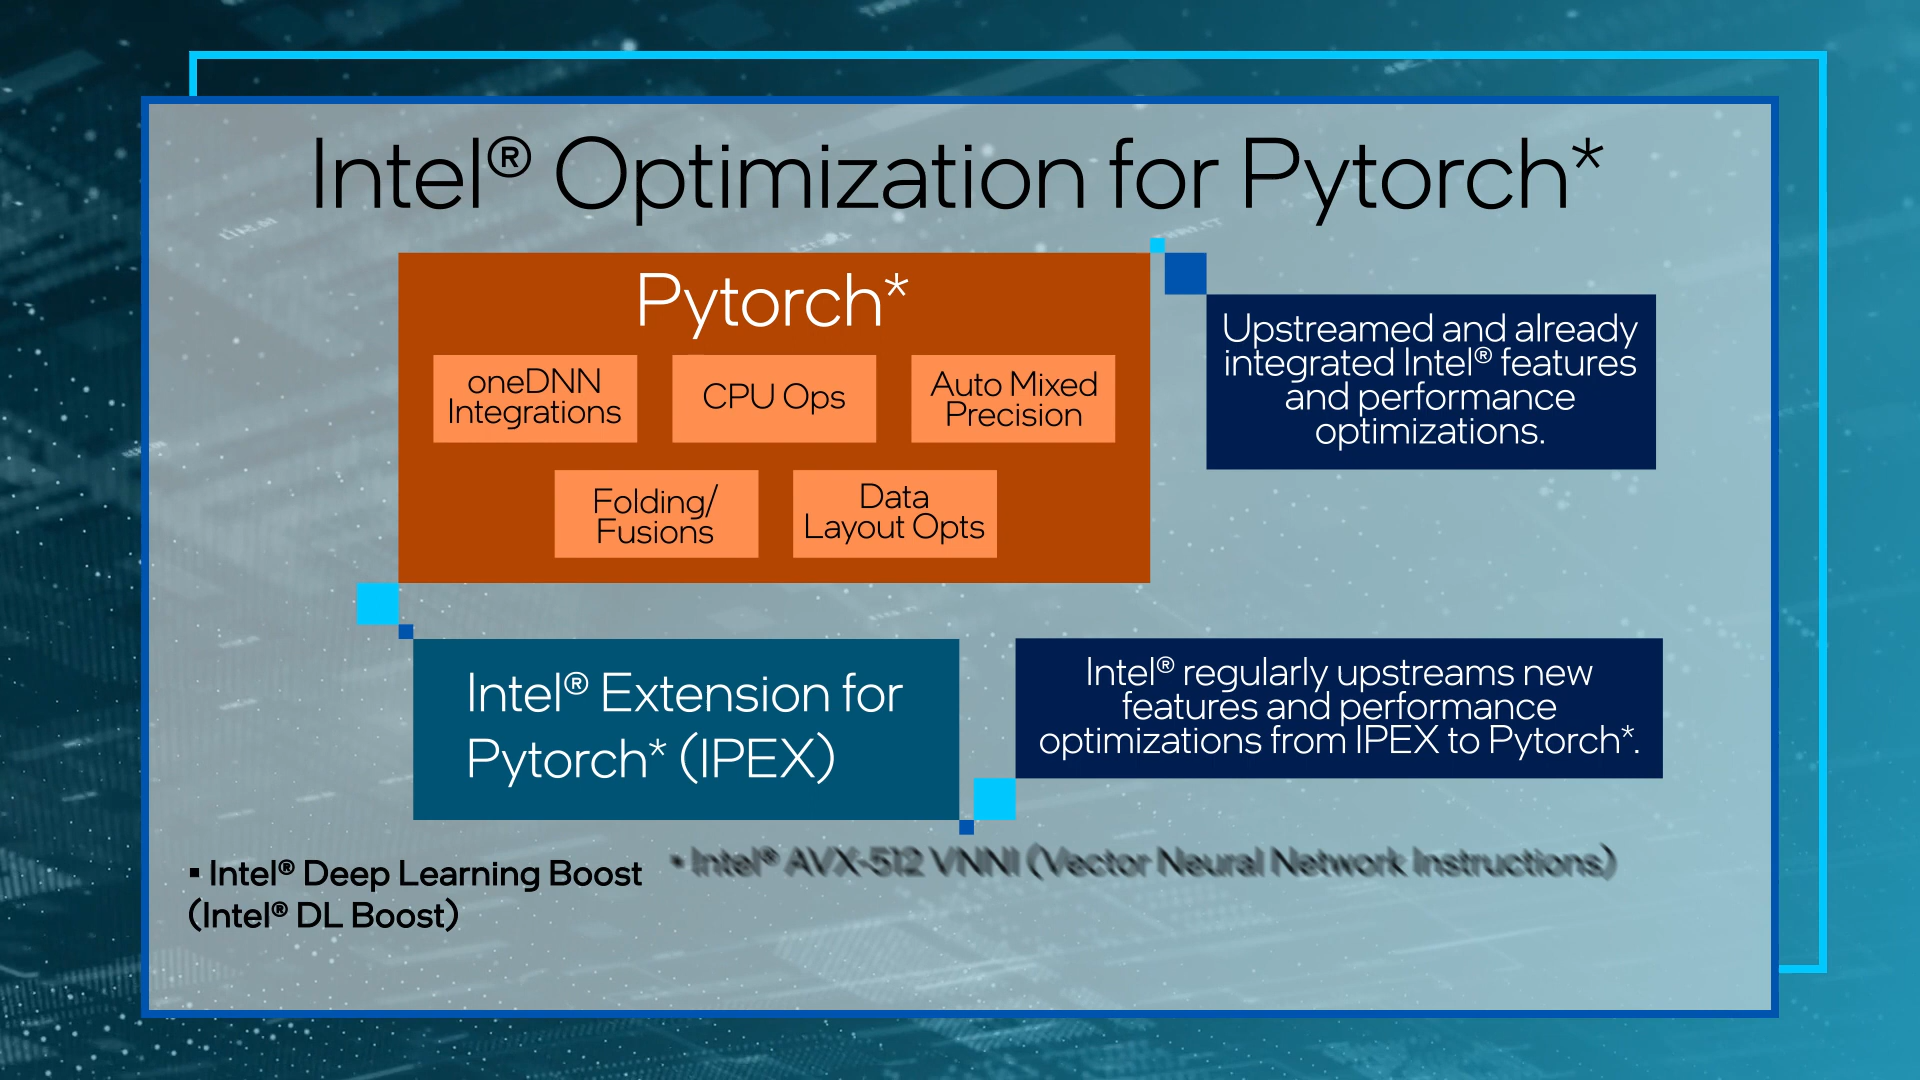 Intel® Optimization for Pytorch*
Pytorch*
oneDNN
Integrations
CPU Ops
Auto Mixed
Precision
Folding/
Fusions
Data
Layout Opts
Upstreamed and already
integrated Intel® features
and performance
optimizations.
Intel® Extension for
Pytorch* (IPEX)
Intel® regularly upstreams new
features and performance
optimizations from IPEX to Pytorch*.
▪ Intel® Deep Learning Boost
(Intel® DL Boost)
▪ Intel® AVX-512 VNNI (Vector Neural Network Instructions)